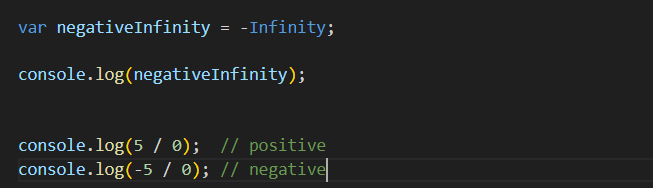 var negativeInfinity = -Infinity;
console.log(negativeInfinity);
console.log(5 / 0);  // positive
console.log(-5 / 0); // negative